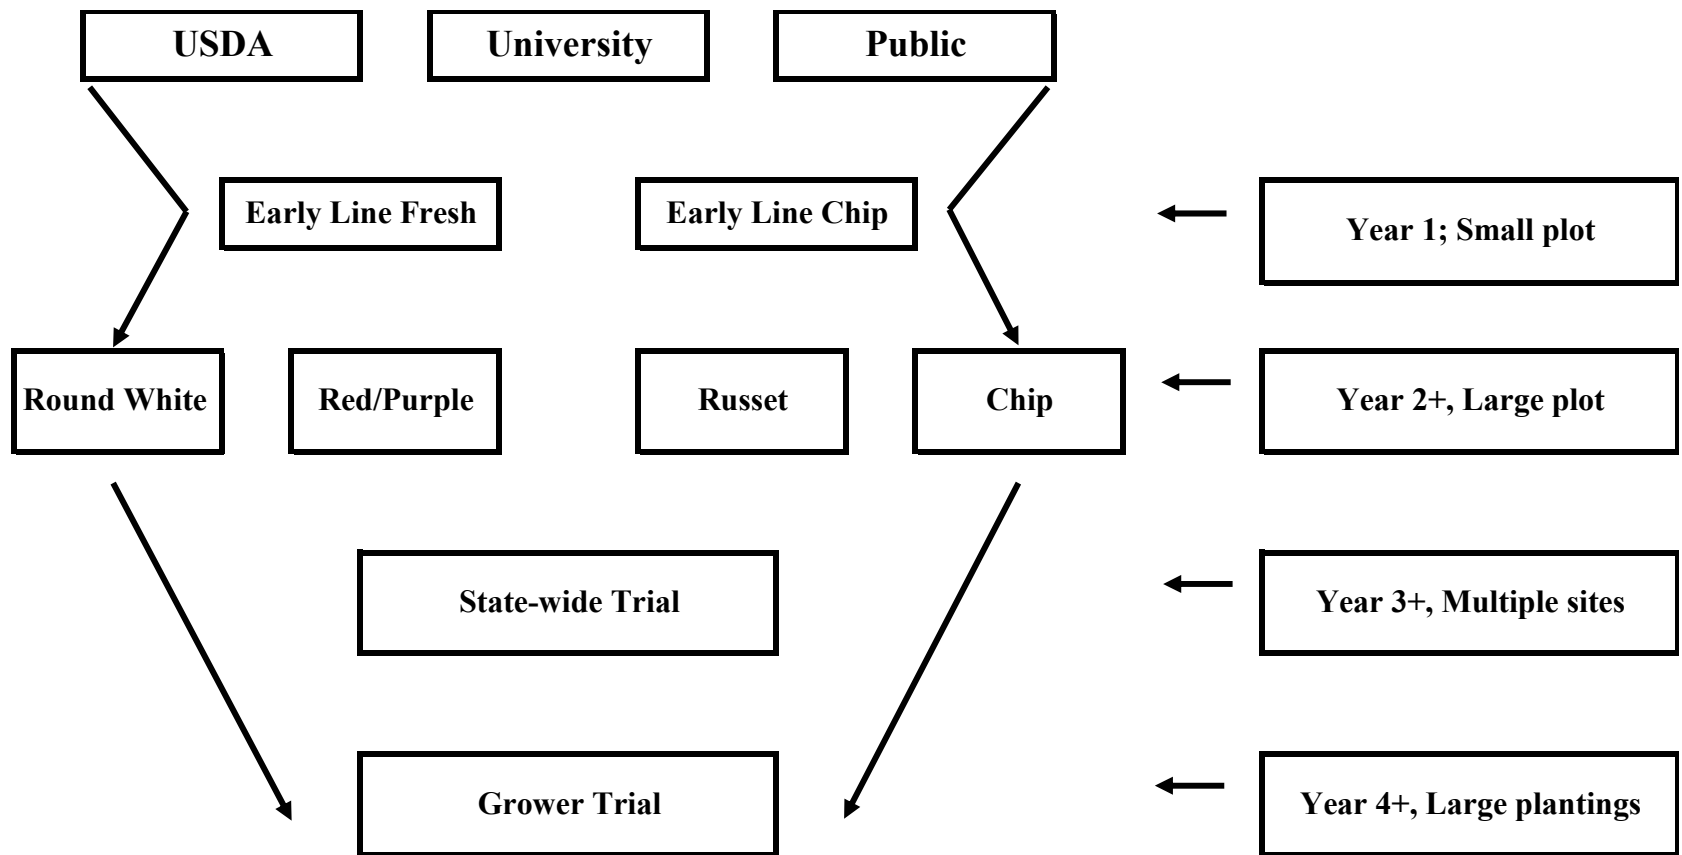 USDA
University
Public
Early Line Fresh
Early Line Chip
Year 1; Small plot
Round White
Red/Purple
Russet
Chip
Year 2+, Large plot
State-wide Trial
Year 3+, Multiple sites
Grower Trial
Year 4+, Large plantings